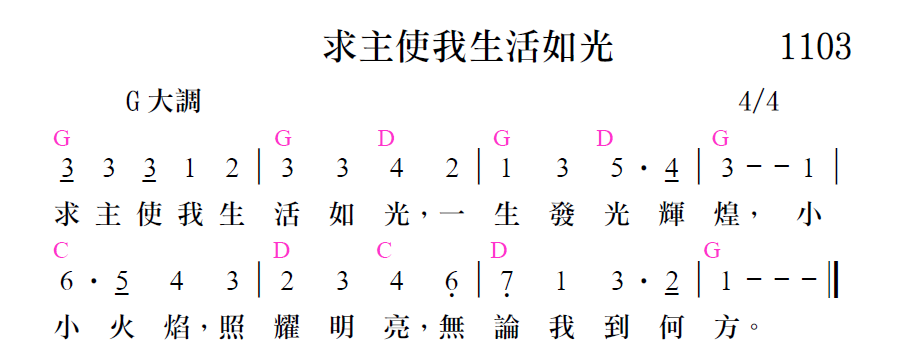 求主使我生活如光 1103
G 大調 4/4
G G D G D G
3̲ 3 3̲ 1 2 | 3 3 4 2 | 1 3 5 · 4̲ | 3 - - 1 |
求 主 使 我 生 活 如 光，一 生 發 光 輝 煌， 小
C D C D G
6 · 5̲ 4 3 | 2 3 4 6̣ | 7̣ 1 3 · 2̲ | 1 - - - ‖
小 火 焰，照 耀 明 亮，無 論 我 到 何 方。